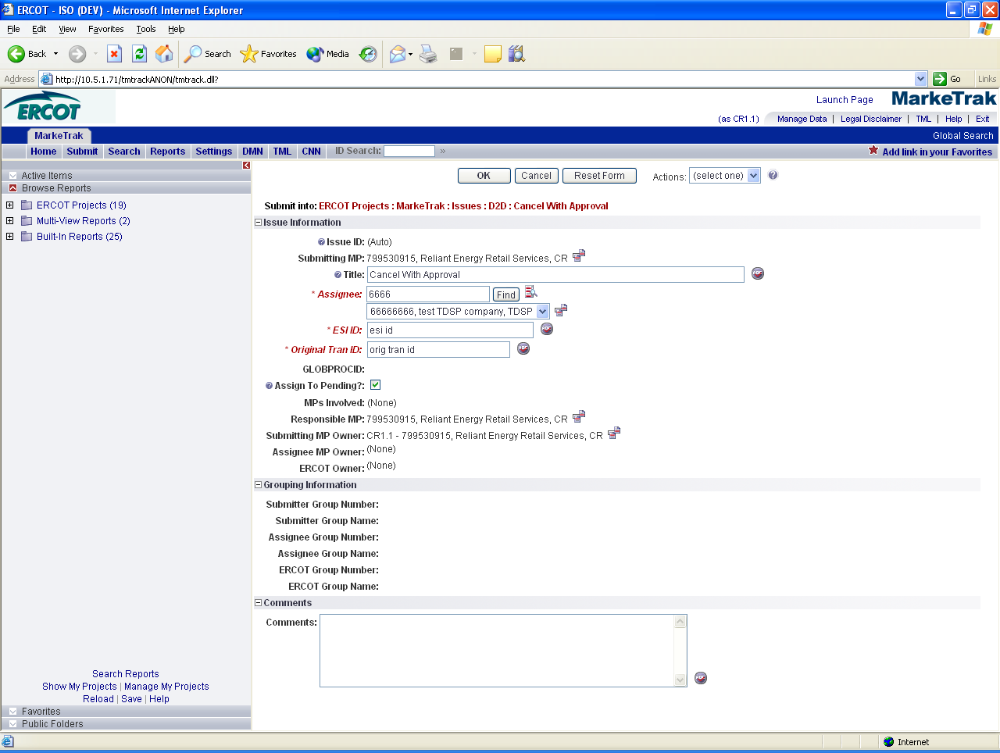 ERCOT - ISO (DEV) - Microsoft Internet Explorer
File Edit View Favorites Tools Help
Back Search Favorites Media
Address http://10.5.1.71/tmtrackANON/tmtrack.dll? Go Links
ERCOT Launch Page MarkeTrak
(as CR1.1) Manage Data | Legal Disclaimer | TML | Help | Exit
MarkeTrak Global Search
Home Submit Search Reports Settings DMN TML CNN ID Search: » Add link in your Favorites
Active Items
Browse Reports
ERCOT Projects (19)
Multi-View Reports (2)
Built-In Reports (25)
Search Reports
Show My Projects | Manage My Projects
Reload | Save | Help
Favorites
Public Folders
OK Cancel Reset Form Actions: (select one) ?
Submit into: ERCOT Projects : MarkeTrak : Issues : D2D : Cancel With Approval
Issue Information
? Issue ID: (Auto)
Submitting MP: 799530915, Reliant Energy Retail Services, CR
? Title: Cancel With Approval ABC
* Assignee: 6666 Find
66666666, test TDSP company, TDSP
* ESI ID: esi id ABC
* Original Tran ID: orig tran id ABC
GLOBPROCID:
? Assign To Pending?:
MPs Involved: (None)
Responsible MP: 799530915, Reliant Energy Retail Services, CR
Submitting MP Owner: CR1.1 - 799530915, Reliant Energy Retail Services, CR
Assignee MP Owner: (None)
ERCOT Owner: (None)
Grouping Information
Submitter Group Number:
Submitter Group Name:
Assignee Group Number:
Assignee Group Name:
ERCOT Group Number:
ERCOT Group Name:
Comments
Comments: ABC
Internet